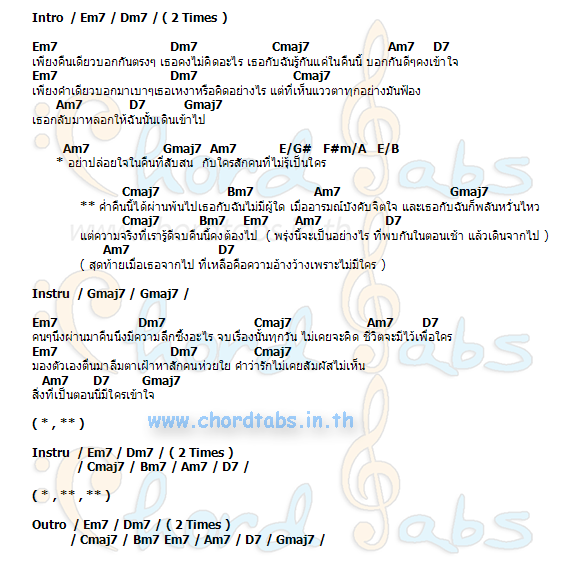 Intro / Em7 / Dm7 / ( 2 Times )
Em7 Dm7 Cmaj7 Am7 D7
เพียงคืนเดียวบอกกันตรงๆ เธอคงไม่คิดอะไร เธอกับฉันรู้กันแค่ในคืนนี้ บอกกันดีๆคงเข้าใจ
Em7 Dm7 Cmaj7
เพียงคำเดียวบอกมาเบาๆเธอเหงาหรือคิดอย่างไร แต่ที่เห็นแววตาทุกอย่างมันฟ้อง
Am7 D7 Gmaj7
เธอกลับมาหลอกให้ฉันนั้นเดินเข้าไป
Am7 Gmaj7 Am7 E/G# F#m/A E/B
* อย่าปล่อยใจในคืนที่สับสน กับใครสักคนที่ไม่รู้เป็นใคร
Cmaj7 Bm7 Am7 Gmaj7
** ค่ำคืนนี้ได้ผ่านพ้นไปเธอกับฉันไม่มีผู้ใด เมื่ออารมณ์บังคับจิตใจ และเธอกับฉันก็พลันหวั่นไหว
Cmaj7 Bm7 Em7 Am7 D7
แต่ความจริงที่เรารู้ดีจบคืนนี้คงต้องไป ( พรุ่งนี้จะเป็นอย่างไร ที่พบกันในตอนเช้า แล้วเดินจากไป )
Am7 D7
( สุดท้ายเมื่อเธอจากไป ที่เหลือคือความอ้างว้างเพราะไม่มีใคร )
Instru / Gmaj7 / Gmaj7 /
Em7 Dm7 Cmaj7 Am7 D7
คนๆนึงผ่านมาคืนนึงมีความลึกซึ้งอะไร จบเรื่องนั้นทุกวัน ไม่เคยจะคิด ชีวิตจะมีไว้เพื่อใคร
Em7 Dm7 Cmaj7
มองตัวเองตื่นมาลืมตาเฝ้าหาสักคนห่วงใย คำว่ารักไม่เคยสัมผัสไม่เห็น
Am7 D7 Gmaj7
สิ่งที่เป็นตอนนี้มีใครเข้าใจ
( * , ** )
www.chordtabs.in.th
Instru / Em7 / Dm7 / ( 2 Times )
/ Cmaj7 / Bm7 / Am7 / D7 /
( * , ** , ** )
Outro / Em7 / Dm7 / ( 2 Times )
/ Cmaj7 / Bm7 Em7 / Am7 / D7 / Gmaj7 /